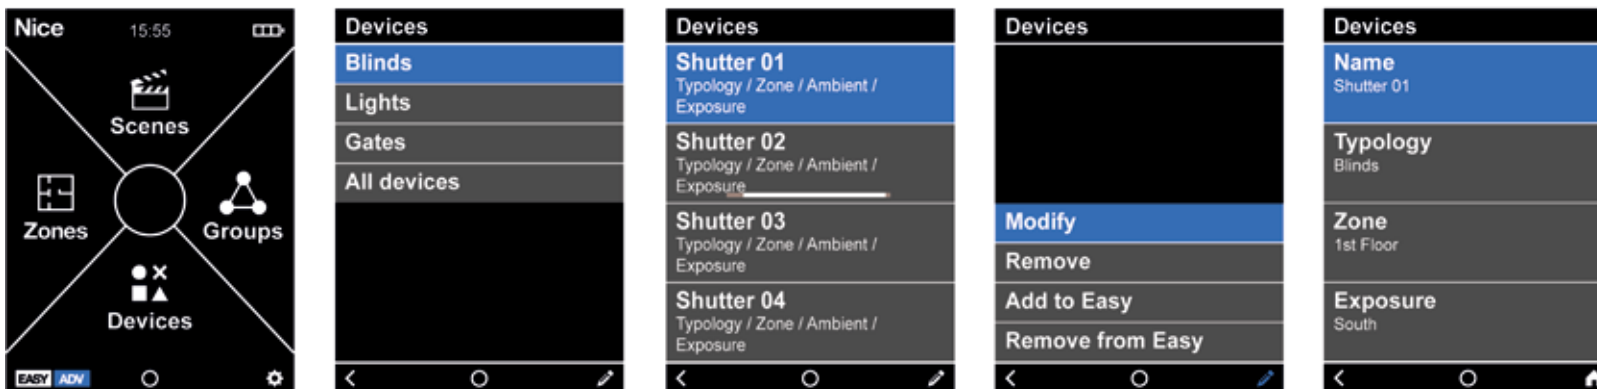 Nice 15:55
Scenes
Zones
Groups
Devices
EASY ADV
Devices
Blinds
Lights
Gates
All devices
Devices
Shutter 01
Typology / Zone / Ambient /
Exposure
Shutter 02
Typology / Zone / Ambient /
Exposure
Shutter 03
Typology / Zone / Ambient /
Exposure
Shutter 04
Typology / Zone / Ambient /
Exposure
Devices
Modify
Remove
Add to Easy
Remove from Easy
Devices
Name
Shutter 01
Typology
Blinds
Zone
1st Floor
Exposure
South